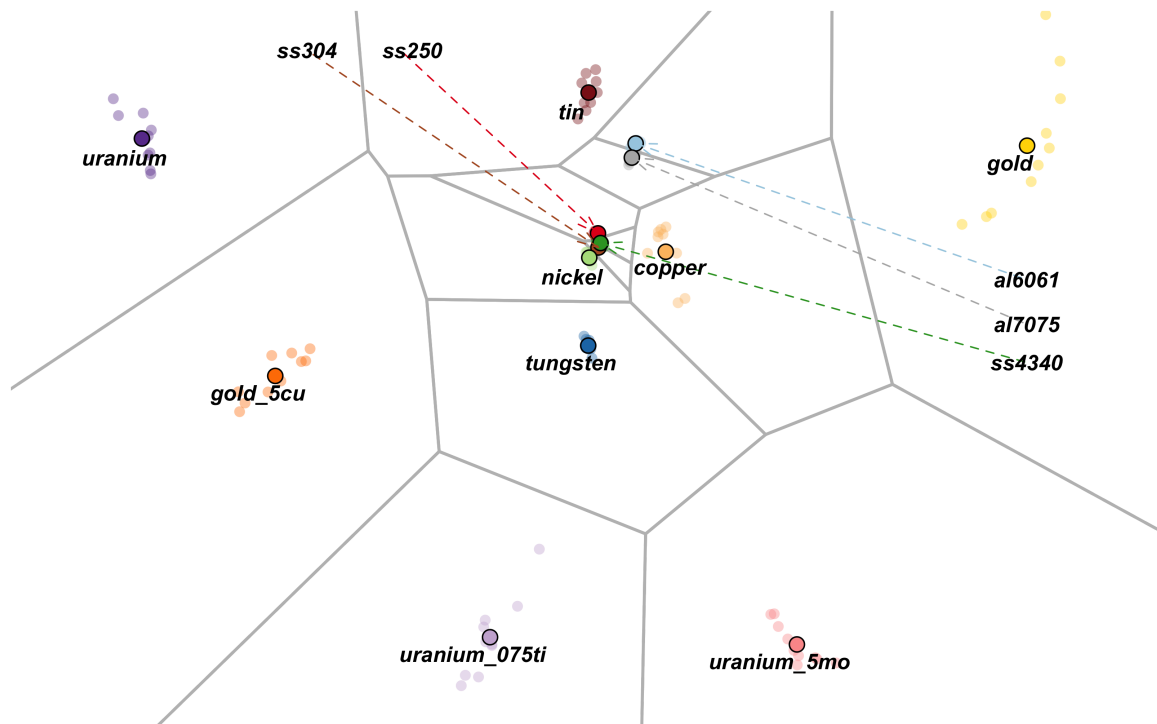 ss304
ss250
tin
uranium
gold
nickel
copper
al6061
al7075
tungsten
ss4340
gold_5cu
uranium_075ti
uranium_5mo